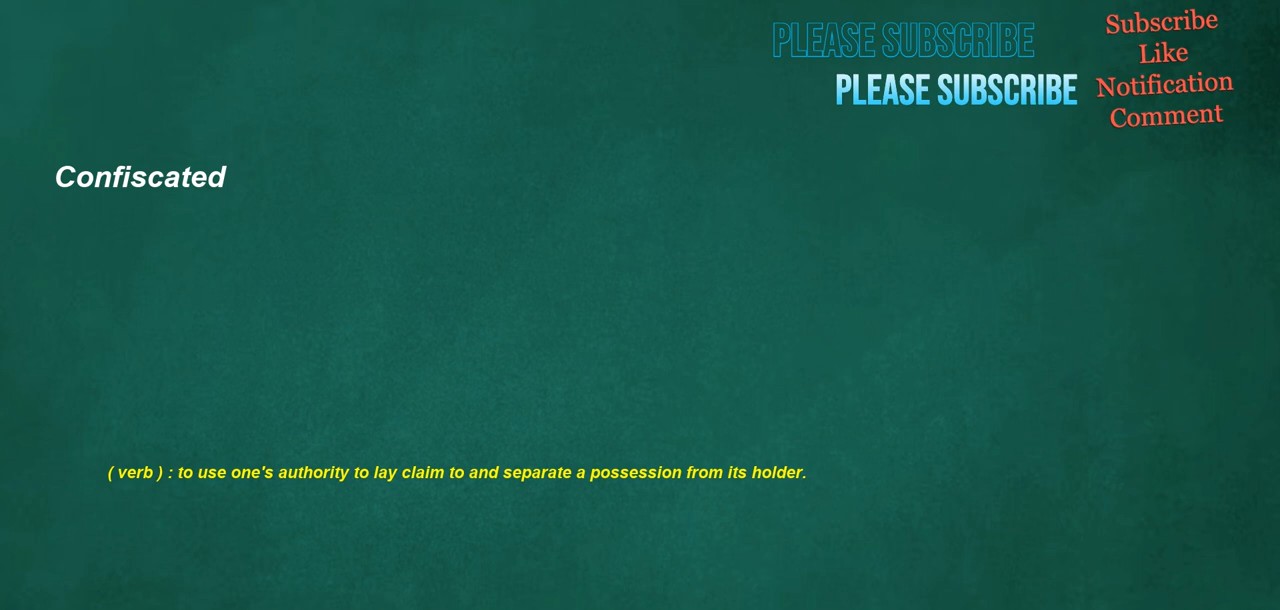 PLEASE SUBSCRIBE
PLEASE SUBSCRIBE
Subscribe
Like
Notification
Comment
Confiscated
( verb ) : to use one's authority to lay claim to and separate a possession from its holder.